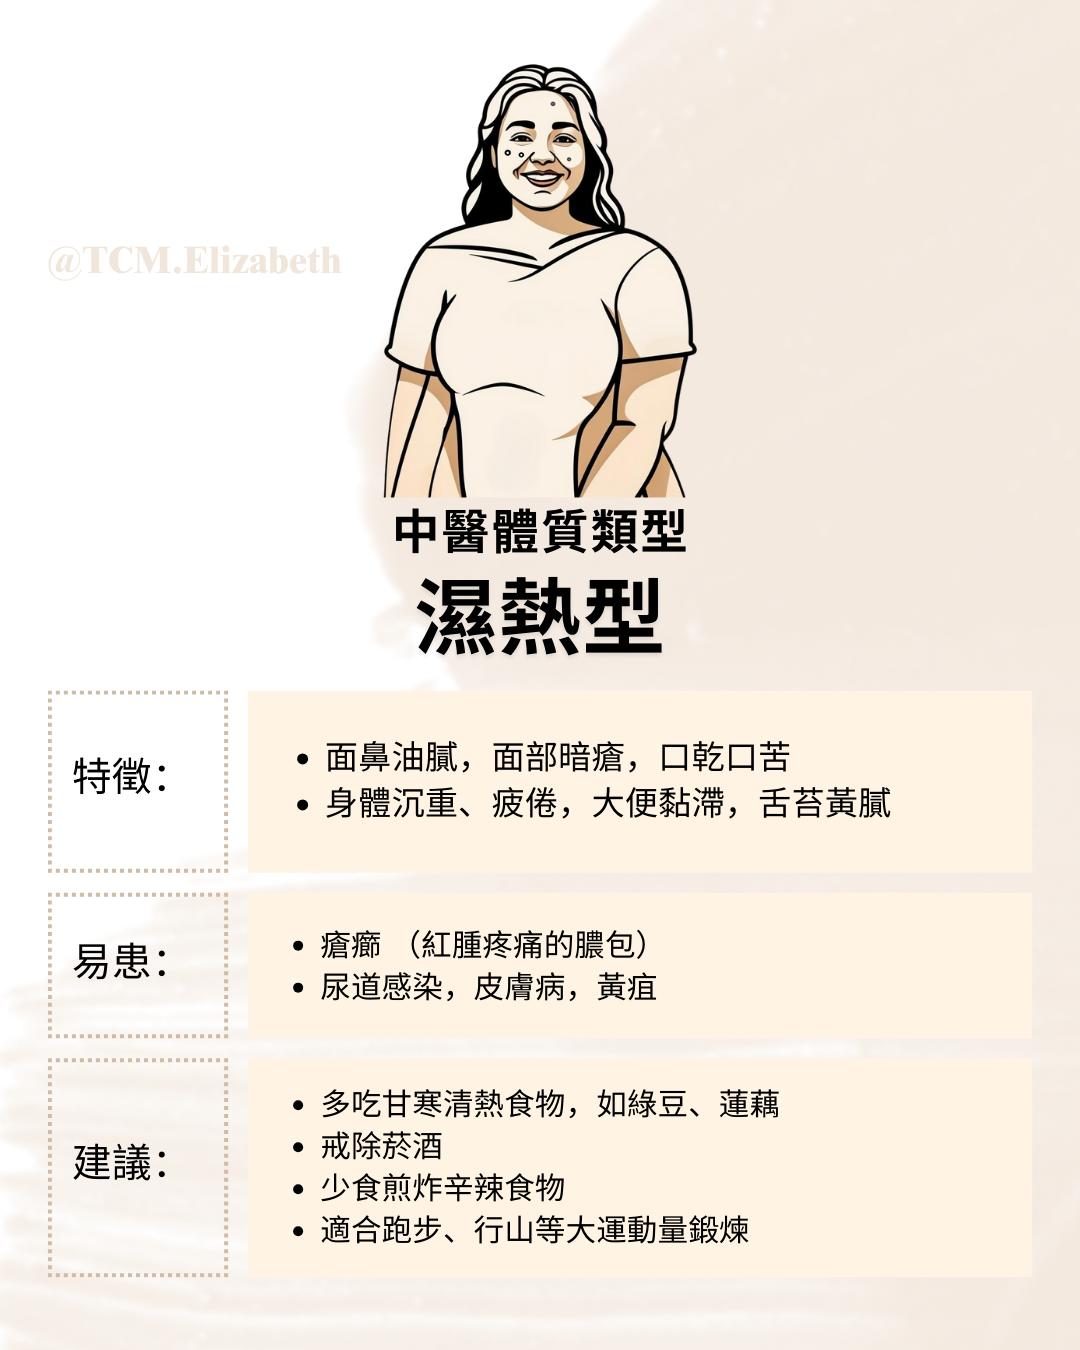 @TCM.Elizabeth
中醫體質類型
濕熱型
特徵：
• 面鼻油膩，面部暗瘡，口乾口苦
• 身體沉重、疲倦，大便黏滯，舌苔黃膩
易患：
• 瘡癤 （紅腫疼痛的膿包）
• 尿道感染，皮膚病，黃疸
建議：
• 多吃甘寒清熱食物，如綠豆、蓮藕
• 戒除菸酒
• 少食煎炸辛辣食物
• 適合跑步、行山等大運動量鍛煉